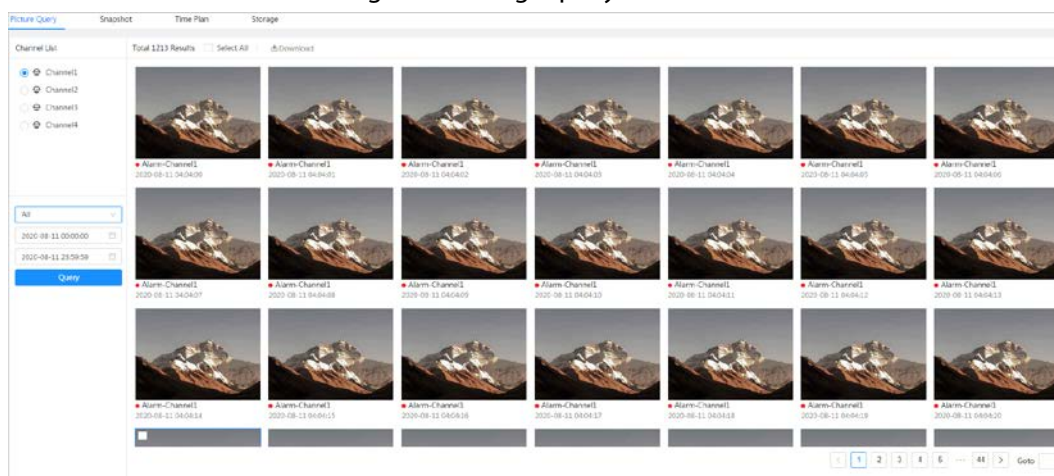 Picture Query Snapshot Time Plan Storage
Channel List
Total 1213 Results Select All Download
Channel1
Channel2
Channel3
Channel4
All
2020-08-11 00:00:00
2020-08-11 23:59:59
Query
Alarm-Channel1 Alarm-Channel1 Alarm-Channel1 Alarm-Channel1 Alarm-Channel1 Alarm-Channel1 Alarm-Channel1
2020-08-11 04:04:00 2020-08-11 04:04:01 2020-08-11 04:04:02 2020-08-11 04:04:03 2020-08-11 04:04:04 2020-08-11 04:04:05 2020-08-11 04:04:06
Alarm-Channel1 Alarm-Channel1 Alarm-Channel1 Alarm-Channel1 Alarm-Channel1 Alarm-Channel1 Alarm-Channel1
2020-08-11 04:04:07 2020-08-11 04:04:08 2020-08-11 04:04:09 2020-08-11 04:04:10 2020-08-11 04:04:11 2020-08-11 04:04:12 2020-08-11 04:04:13
Alarm-Channel1 Alarm-Channel1 Alarm-Channel1 Alarm-Channel1 Alarm-Channel1 Alarm-Channel1 Alarm-Channel1
2020-08-11 04:04:14 2020-08-11 04:04:15 2020-08-11 04:04:16 2020-08-11 04:04:17 2020-08-11 04:04:18 2020-08-11 04:04:19 2020-08-11 04:04:20
< 1 2 3 4 5 ... 44 > Goto